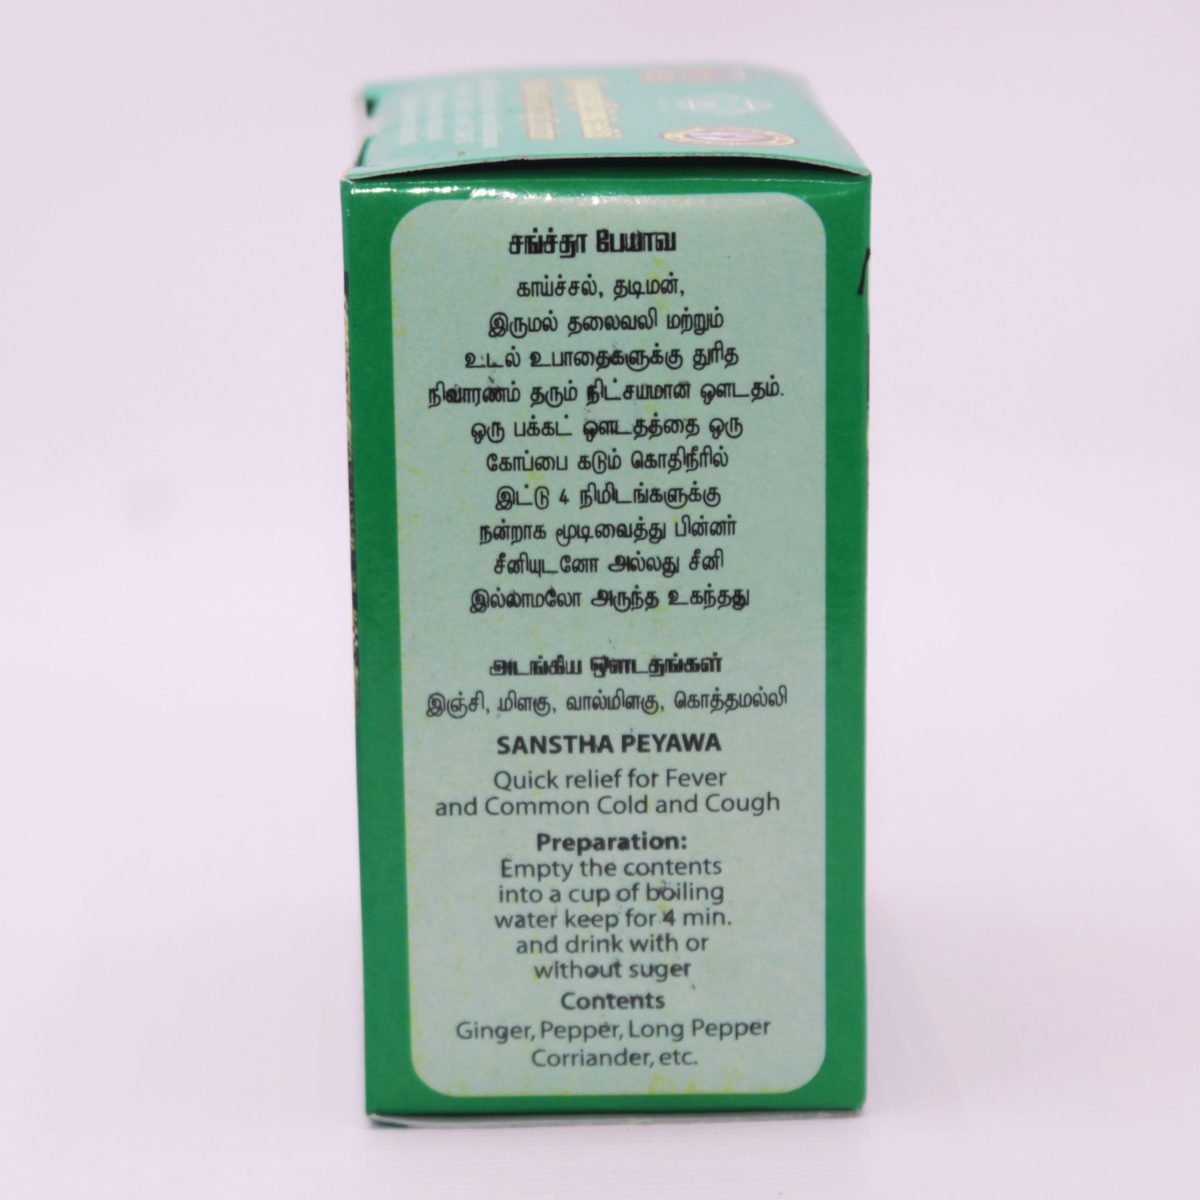 சங்ச்தா பேயாவ
காய்ச்சல், தடிமன்,
இருமல் தலைவலி மற்றும்
உடல் உபாதைகளுக்கு துரித
நிவாரணம் தரும் நிட்சயமான ஔடதம்.
ஒரு பக்கட் ஔடதத்தை ஒரு
கோப்பை கடும் கொதிநீரில்
இட்டு 4 நிமிடங்களுக்கு
நன்றாக மூடிவைத்து பின்னர்
சீனியுடனோ அல்லது சீனி
இல்லாமலோ அருந்த உகந்தது
அடங்கிய ஔடதங்கள்
இஞ்சி, மிளகு, வால்மிளகு, கொத்தமல்லி
SANSTHA PEYAWA
Quick relief for Fever
and Common Cold and Cough
Preparation:
Empty the contents
into a cup of boiling
water keep for 4 min.
and drink with or
without suger
Contents
Ginger, Pepper, Long Pepper
Corriander, etc.